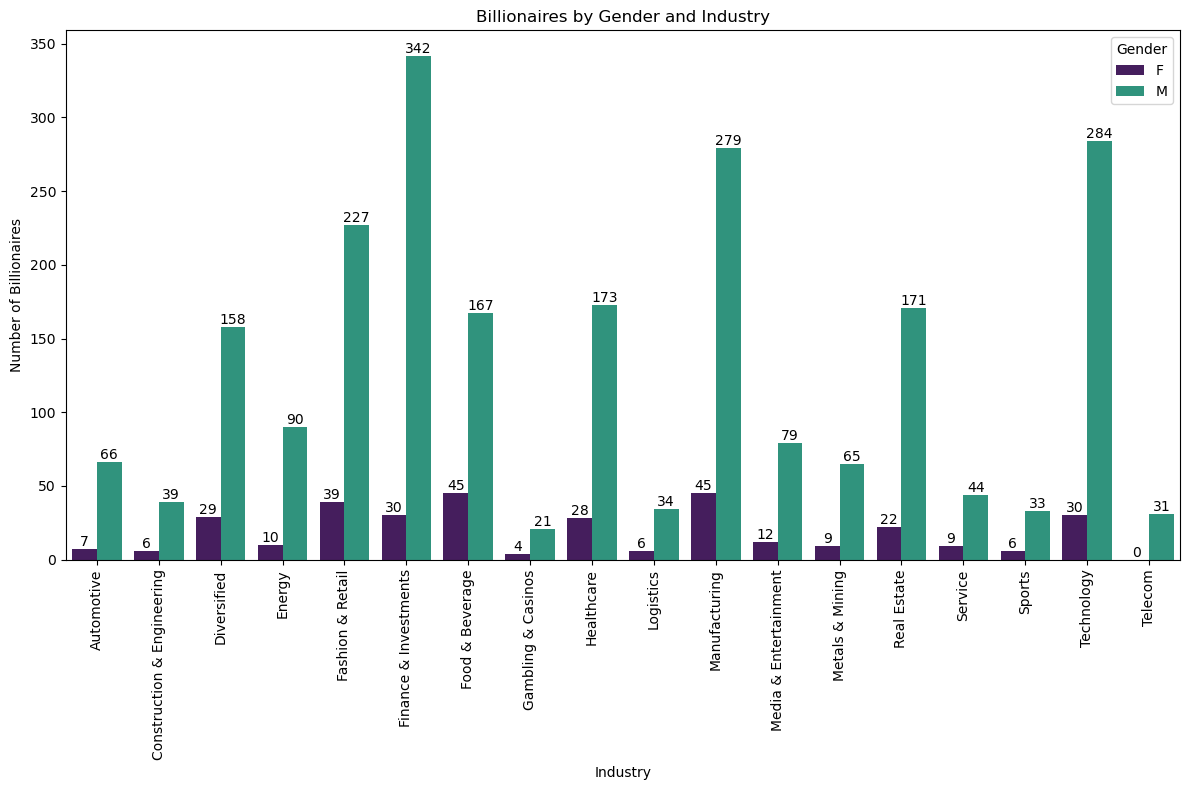 Billionaires by Gender and Industry
Number of Billionaires
350
300
250
200
150
100
50
0
Gender
F
M
7
66
6
39
29
158
10
90
39
227
30
342
45
167
4
21
28
173
6
34
45
279
12
79
9
65
22
171
9
44
6
33
30
284
0
31
Automotive
Construction & Engineering
Diversified
Energy
Fashion & Retail
Finance & Investments
Food & Beverage
Gambling & Casinos
Healthcare
Logistics
Manufacturing
Media & Entertainment
Metals & Mining
Real Estate
Service
Sports
Technology
Telecom
Industry